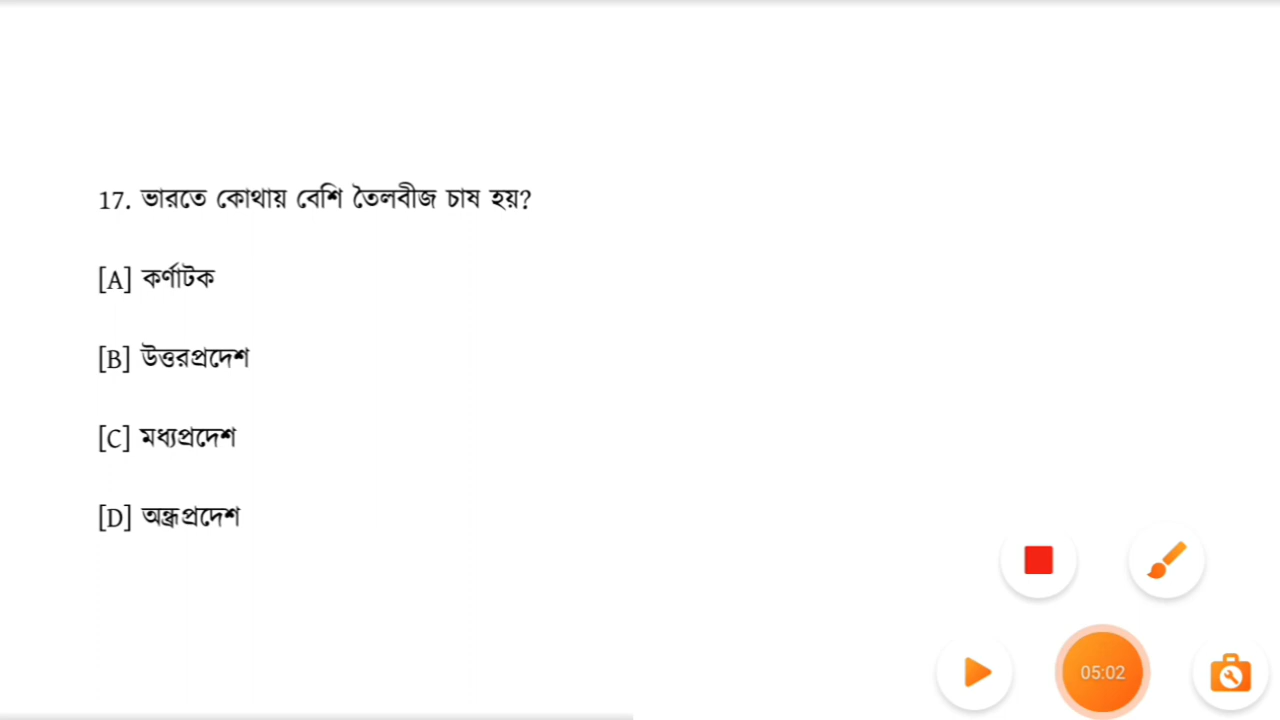 17. ভারতে কোথায় বেশি তৈলবীজ চাষ হয়?
[A] কর্ণাটক
[B] উত্তরপ্রদেশ
[C] মধ্যপ্রদেশ
[D] অন্ধ্রপ্রদেশ
05:02